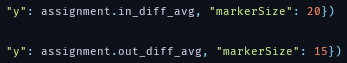 "y": assignment.in_diff_avg, "markerSize": 20})
"y": assignment.out_diff_avg, "markerSize": 15})